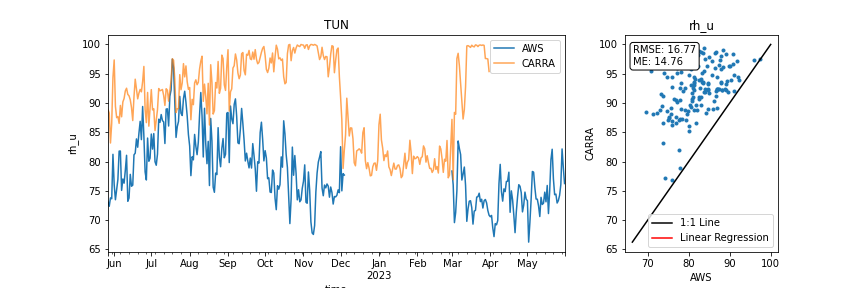 TUN
rh_u
100
95
90
85
80
75
70
65
AWS
CARRA
Jun Jul Aug Sep Oct Nov Dec Jan Feb Mar Apr May
2023
time
rh_u
CARRA
100
95
90
85
80
75
70
65
RMSE: 16.77
ME: 14.76
1:1 Line
Linear Regression
70 80 90 100
AWS